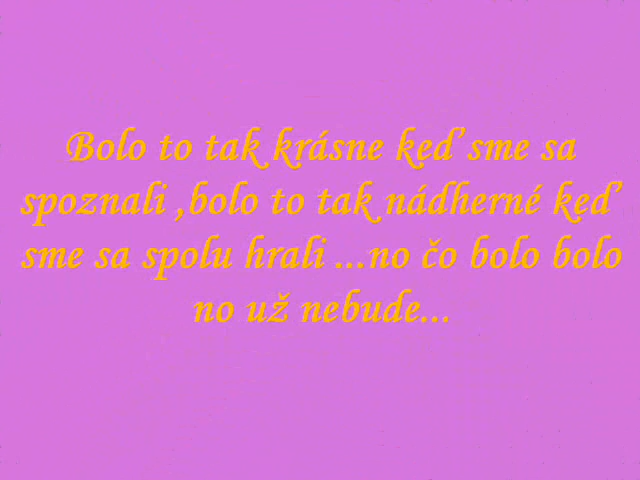 Bolo to tak krásne keď sme sa
spoznali ,bolo to tak nádherné keď
sme sa spolu hrali ...no čo bolo bolo
no už nebude...